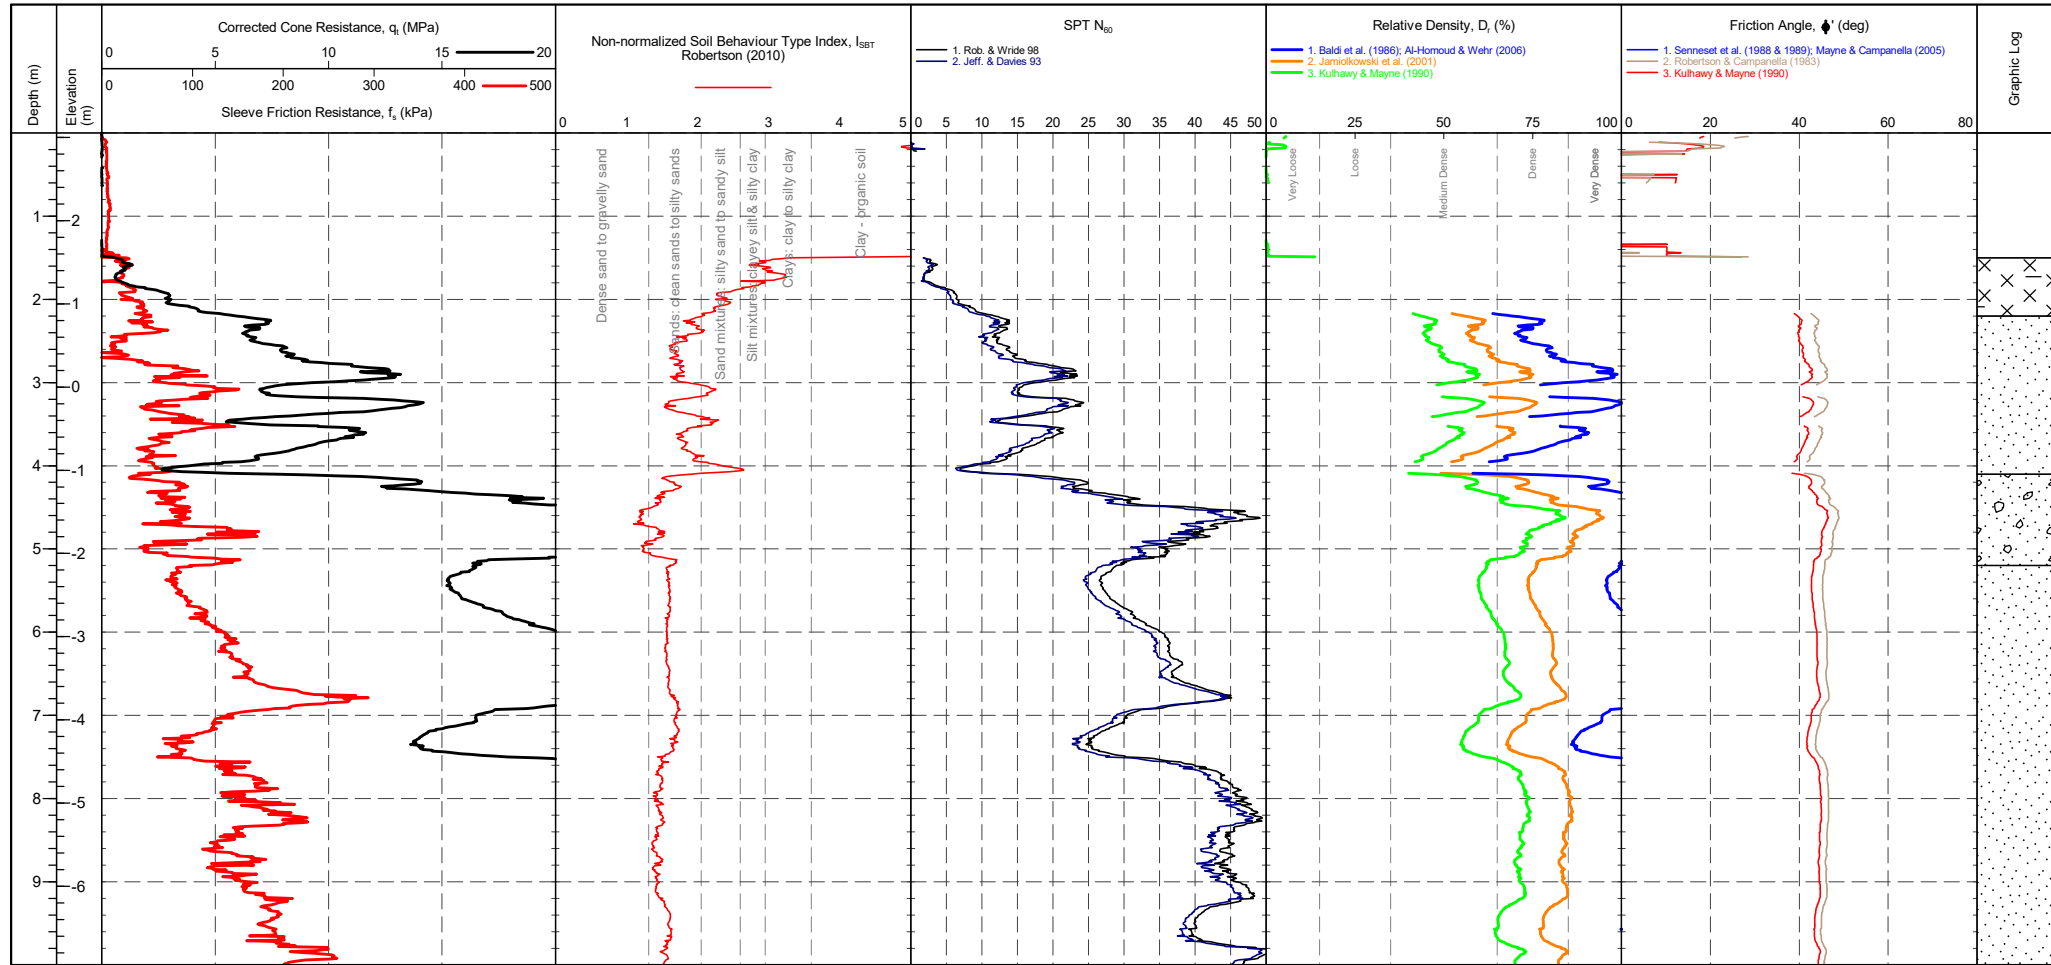 Depth (m)
Elevation (m)
Corrected Cone Resistance, qt (MPa)
0 5 10 15 20
100 200 300 400 500
Sleeve Friction Resistance, fs (kPa)
Non-normalized Soil Behaviour Type Index, ISBT
Robertson (2010)
0 1 2 3 4 5
Dense sand to gravelly sand
Sands: clean sands to silty sands
Sand mixtures: silty sand to sandy silt
Silt mixtures: clayey silt & silty clay
Clays: clay to silty clay
Clay - organic soil
SPT N60
1. Rob. & Wride 98
2. Jeff. & Davies 93
0 5 10 15 20 25 30 35 40 45 50
Relative Density, Dr (%)
1. Baldi et al. (1986); Al-Homoud & Wehr (2006)
2. Jamiolkowski et al. (2001)
3. Kulhawy & Mayne (1990)
0 25 50 75 100
Very Loose
Loose
Medium Dense
Dense
Very Dense
Friction Angle, ϕ' (deg)
1. Senneset et al. (1988 & 1989); Mayne & Campanella (2005)
2. Robertson & Campanella (1983)
3. Kulhawy & Mayne (1990)
0 20 40 60 80
Graphic Log
1 2
2 1
3 0
4 -1
5 -2
6 -3
7 -4
8 -5
9 -6